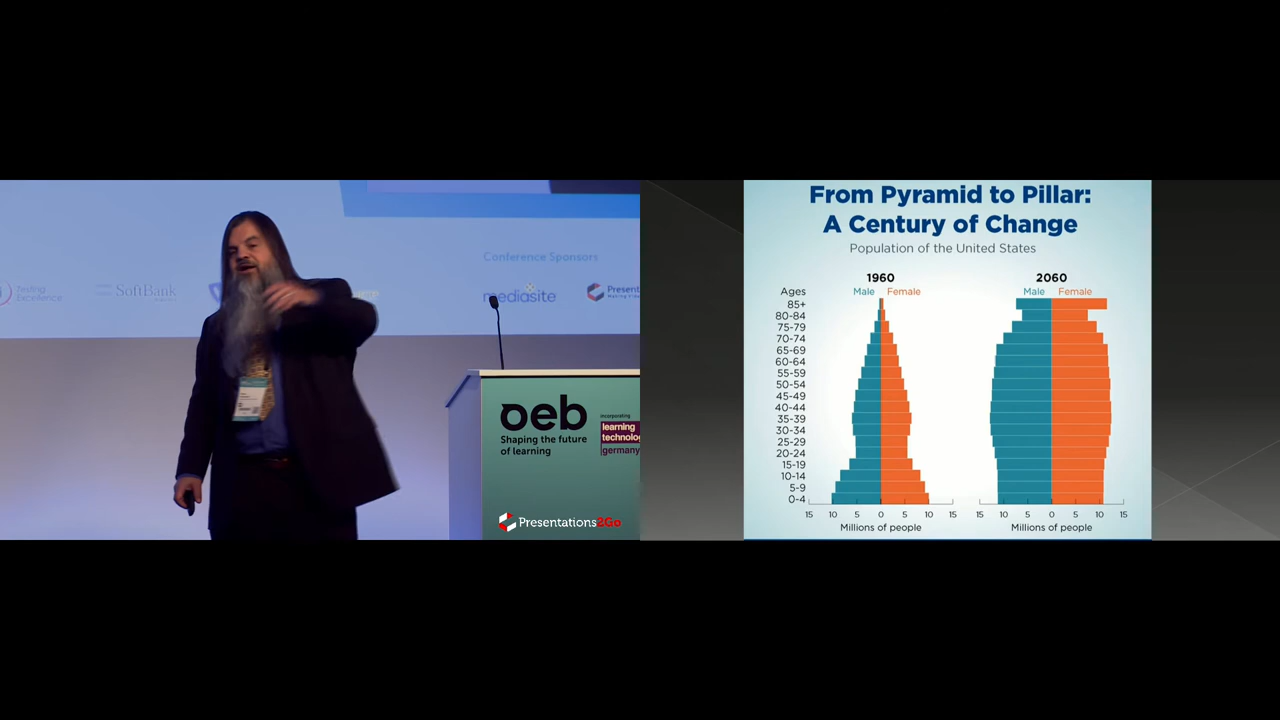 Conference Sponsors
Testing
Excellence
SoftBank
mediasite
oeb
Shaping the future
of learning
incorporating
learning
germany
Presentations2Go
From Pyramid to Pillar:
A Century of Change
Population of the United States
1960
2060
Ages
Male
Female
Male
Female
85+
80-84
75-79
70-74
65-69
60-64
55-59
50-54
45-49
40-44
35-39
30-34
25-29
20-24
15-19
10-14
5-9
0-4
15 10 5 0 5 10 15
15 10 5 0 5 10 15
Millions of people
Millions of people